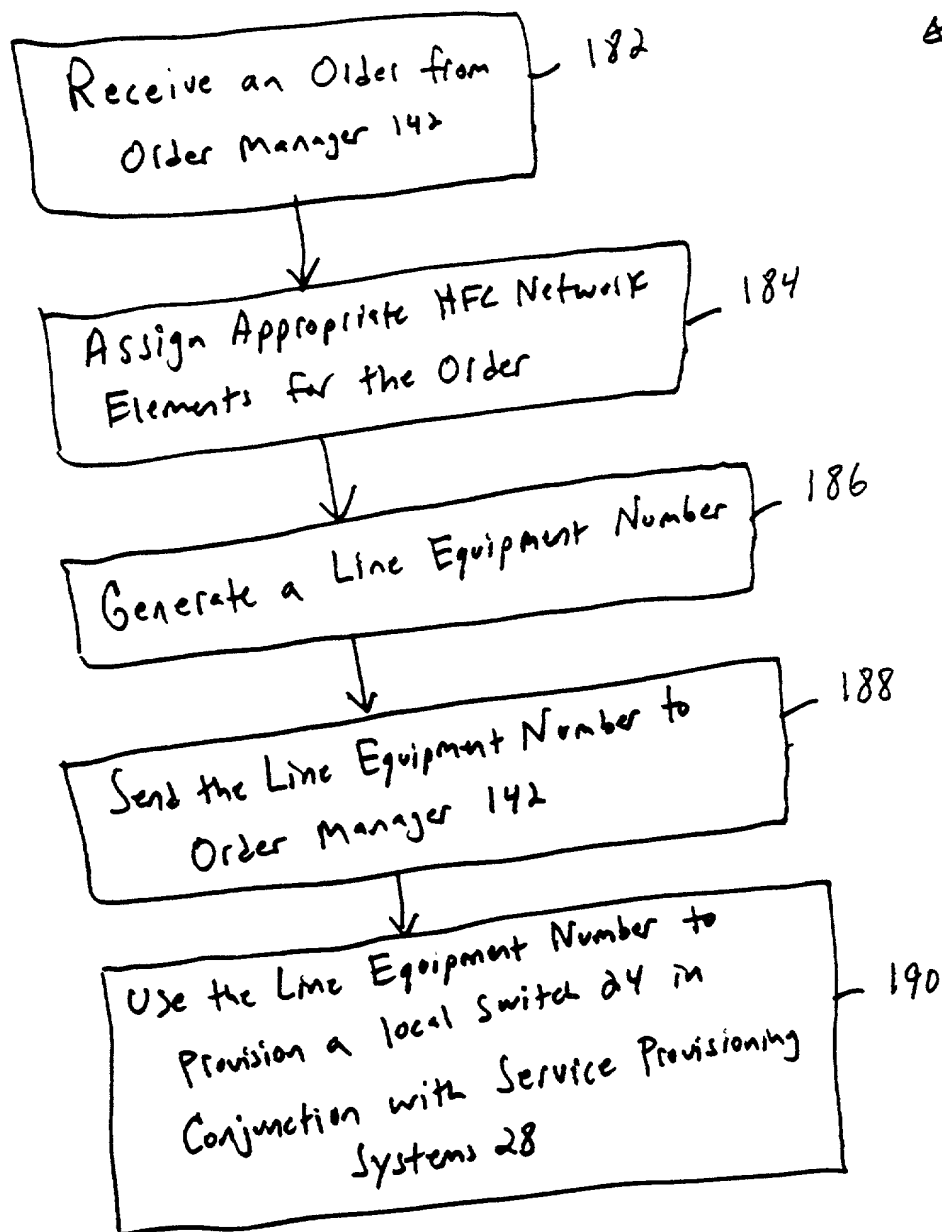 Receive an Order from
Order Manager 142
182
Assign Appropriate HFC Network
Elements for the Order
184
Generate a Line Equipment Number
186
Send the Line Equipment Number to
Order Manager 142
188
Use the Line Equipment Number to
Provision a local Switch 24 in
Conjunction with Service Provisioning
Systems 28
190